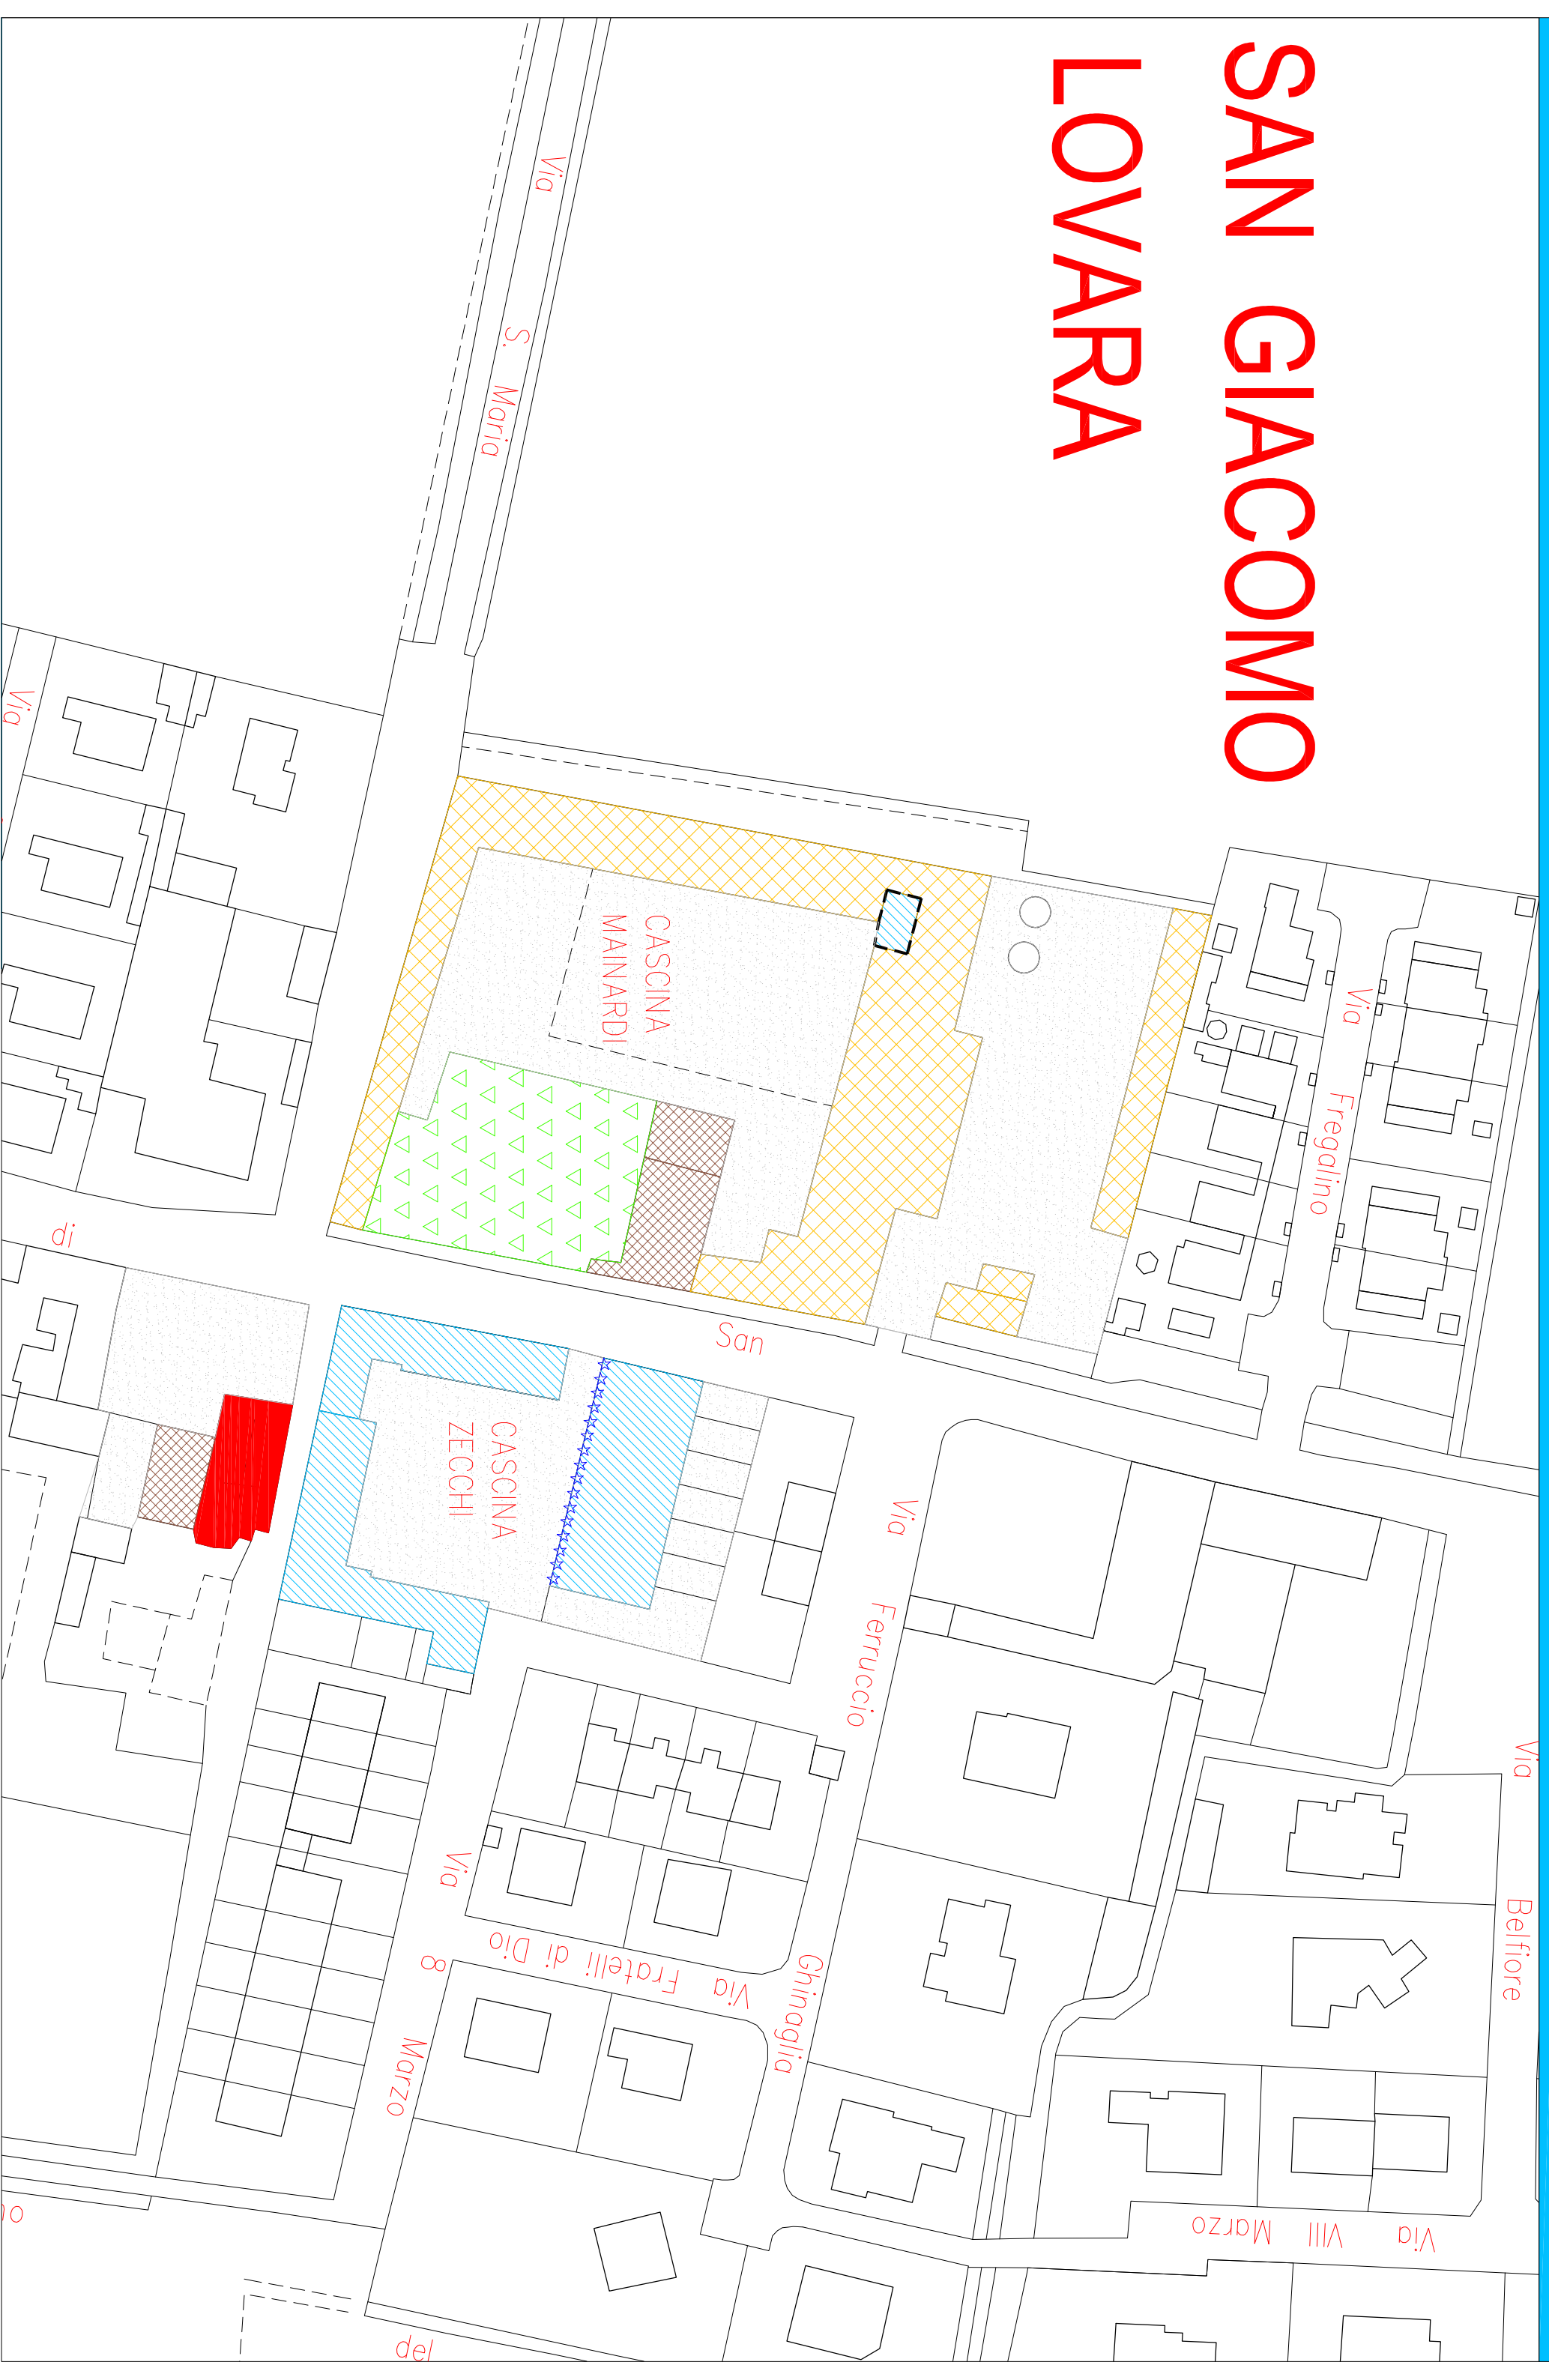 SAN GIACOMO
LOVARA
Via S. Maria
Via
di
San
CASCINA
MAINARDI
CASCINA
ZECCHI
Via Fregalino
Via Ferruccio Ghinaglia
Via Belfiore
Via 8 Marzo
Via Fratelli di Dio
Via VIII Marzo
del